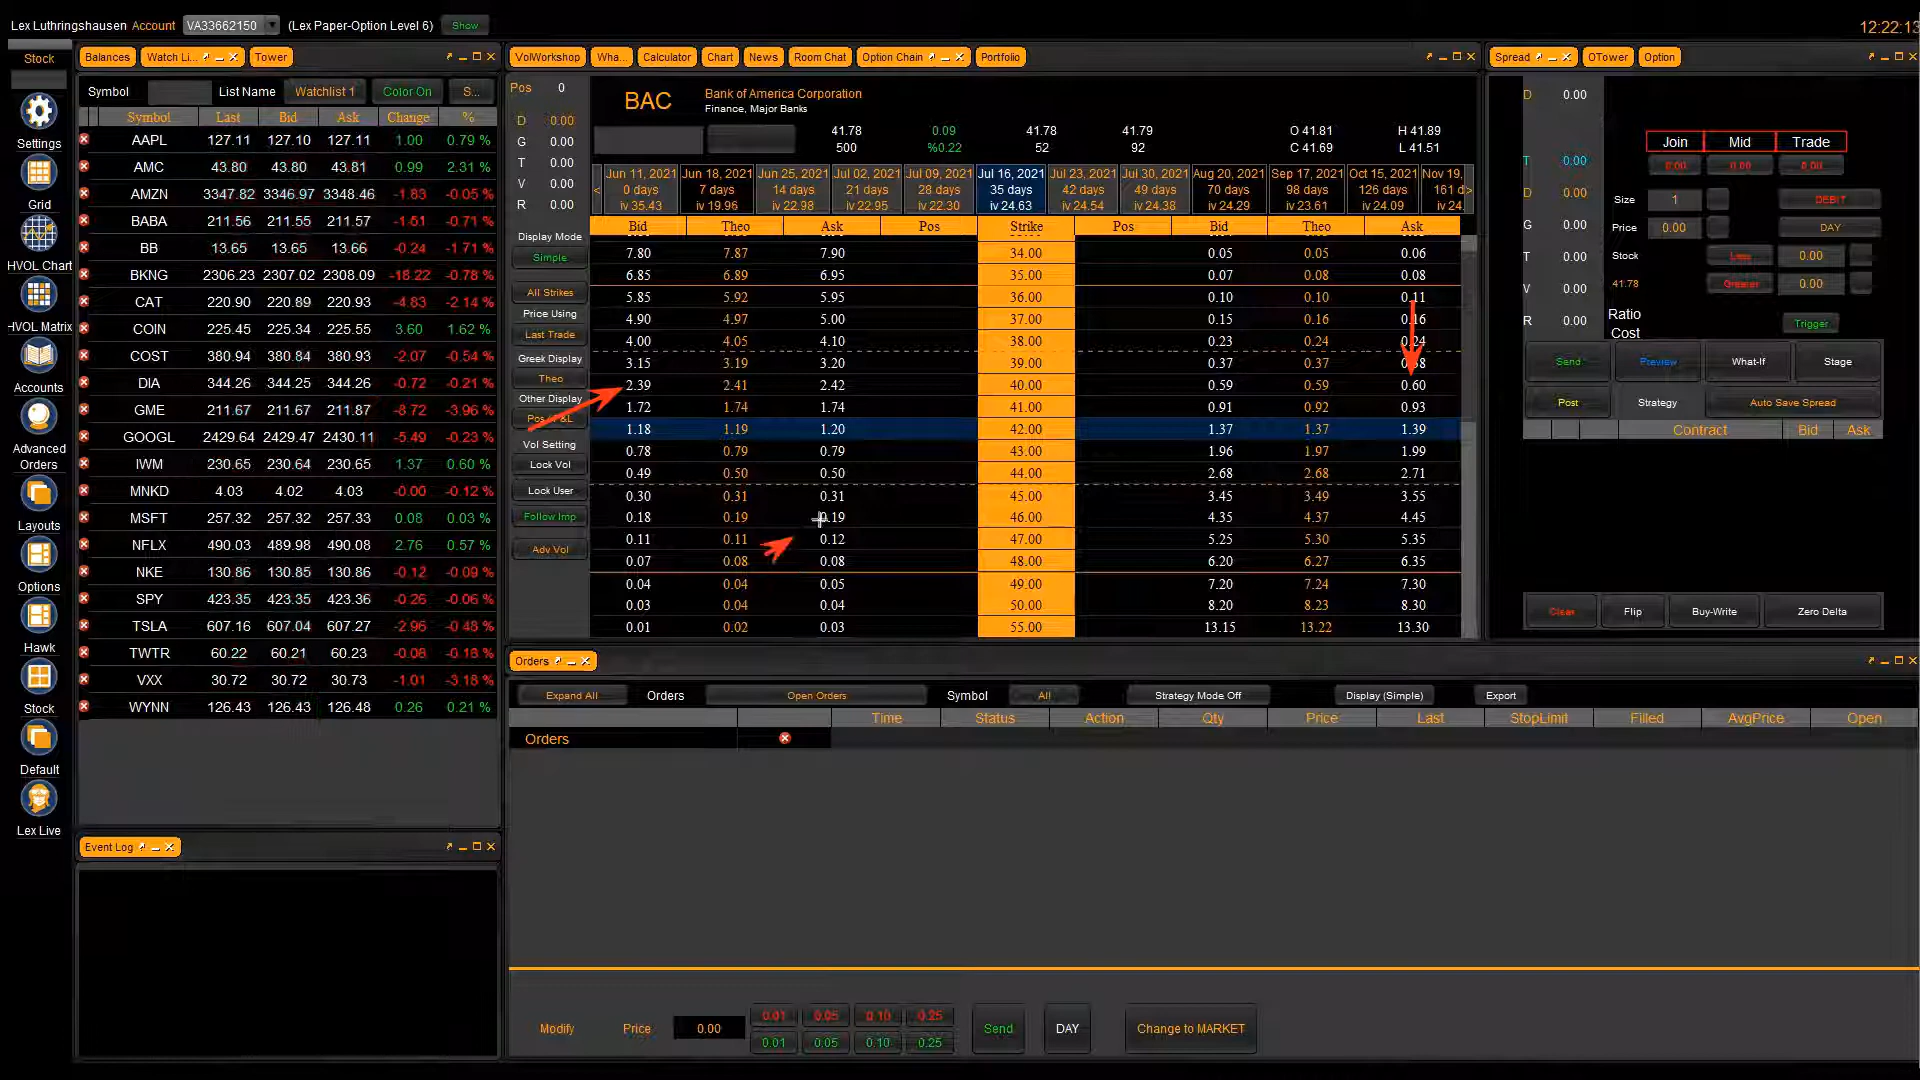 Lex Luthringshausen Account VA33662150 (Lex Paper-Option Level 6) Show 12:22:13
Stock
Settings
Grid
HVOL Chart
HVOL Matrix
Accounts
Advanced
Orders
Layouts
Options
Hawk
Stock
Default
Lex Live
Balances Watch Li... Tower
Symbol List Name Watchlist 1 Color On S...
Symbol Last Bid Ask Change %
AAPL 127.11 127.10 127.11 1.00 0.79 %
AMC 43.80 43.80 43.81 0.99 2.31 %
AMZN 3347.82 3346.97 3348.46 -1.83 -0.05 %
BABA 211.56 211.55 211.57 -1.51 -0.71 %
BB 13.65 13.65 13.66 -0.24 -1.71 %
BKNG 2306.23 2307.02 2308.09 -18.22 -0.78 %
CAT 220.90 220.89 220.93 -4.83 -2.14 %
COIN 225.45 225.34 225.55 3.60 1.62 %
COST 380.94 380.84 380.93 -2.07 -0.54 %
DIA 344.26 344.25 344.26 -0.72 -0.21 %
GME 211.67 211.67 211.87 -8.72 -3.96 %
GOOGL 2429.64 2429.47 2430.11 -5.49 -0.23 %
IWM 230.65 230.64 230.65 1.37 0.60 %
MNKD 4.03 4.02 4.03 -0.00 -0.12 %
MSFT 257.32 257.32 257.33 0.08 0.03 %
NFLX 490.03 489.98 490.08 2.76 0.57 %
NKE 130.86 130.85 130.86 -0.12 -0.09 %
SPY 423.35 423.35 423.36 -0.26 -0.06 %
TSLA 607.16 607.04 607.27 -2.96 -0.48 %
TWTR 60.22 60.21 60.23 -0.06 -0.16 %
VXX 30.72 30.72 30.73 -1.01 -3.18 %
WYNN 126.43 126.43 126.48 0.26 0.21 %
Event Log
VolWorkshop Wha... Calculator Chart News Room Chat Option Chain Portfolio
Pos 0
D 0.00
G 0.00
T 0.00
V 0.00
R 0.00
Display Mode
Simple
All Strikes
Price Using
Last Trade
Greek Display
Theo
Other Display
Vol Setting
Lock Vol
Lock User
Follow Imp
Adv Vol
BAC Bank of America Corporation
Finance, Major Banks
41.78 0.09 41.78 41.79 O 41.81 H 41.89
500 %0.22 52 92 C 41.69 L 41.51
Jun 11, 2021 Jun 18, 2021 Jun 25, 2021 Jul 02, 2021 Jul 09, 2021 Jul 16, 2021 Jul 23, 2021 Jul 30, 2021 Aug 20, 2021 Sep 17, 2021 Oct 15, 2021 Nov 19,
< 0 days 7 days 14 days 21 days 28 days 35 days 42 days 49 days 70 days 98 days 126 days 161 d >
iv 35.43 iv 19.96 iv 22.98 iv 22.95 iv 22.30 iv 24.63 iv 24.54 iv 24.38 iv 24.29 iv 23.61 iv 24.09 iv 24.
Bid Theo Ask Pos Strike Pos Bid Theo Ask
7.80 7.87 7.90 34.00 0.05 0.05 0.06
6.85 6.89 6.95 35.00 0.07 0.08 0.08
5.85 5.92 5.95 36.00 0.10 0.10 0.11
4.90 4.97 5.00 37.00 0.15 0.16 0.16
4.00 4.05 4.10 38.00 0.23 0.24 0.24
3.15 3.19 3.20 39.00 0.37 0.37
2.39 2.41 2.42 40.00 0.59 0.59 0.60
1.72 1.74 1.74 41.00 0.91 0.92 0.93
1.18 1.19 1.20 42.00 1.37 1.37 1.39
0.78 0.79 0.79 43.00 1.96 1.97 1.99
0.49 0.50 0.50 44.00 2.68 2.68 2.71
0.30 0.31 0.31 45.00 3.45 3.49 3.55
0.18 0.19 0.19 46.00 4.35 4.37 4.45
0.11 0.11 0.12 47.00 5.25 5.30 5.35
0.07 0.08 0.08 48.00 6.20 6.27 6.35
0.04 0.04 0.05 49.00 7.20 7.24 7.30
0.03 0.04 0.04 50.00 8.20 8.23 8.30
0.01 0.02 0.03 55.00 13.15 13.22 13.30
Spread OTower Option
D 0.00
T 0.00
D 0.00
G 0.00
T 0.00
V 0.00
R 0.00
Join Mid Trade
0.00 0.00 0.00
Size 1 DEBIT
Price 0.00 DAY
Stock Less 0.00
41.78 Greater 0.00
Ratio
Cost Trigger
Send Preview What-If Stage
Post Strategy Auto Save Spread
Contract Bid Ask
Clear Flip Buy-Write Zero Delta
Orders
Expand All Orders Open Orders Symbol All Strategy Mode Off Display (Simple) Export
Time Status Action Qty Price Last StopLimit Filled AvgPrice Open
Orders
Modify Price 0.00 0.01 0.05 0.10 0.25 Send DAY Change to MARKET
0.01 0.05 0.10 0.25